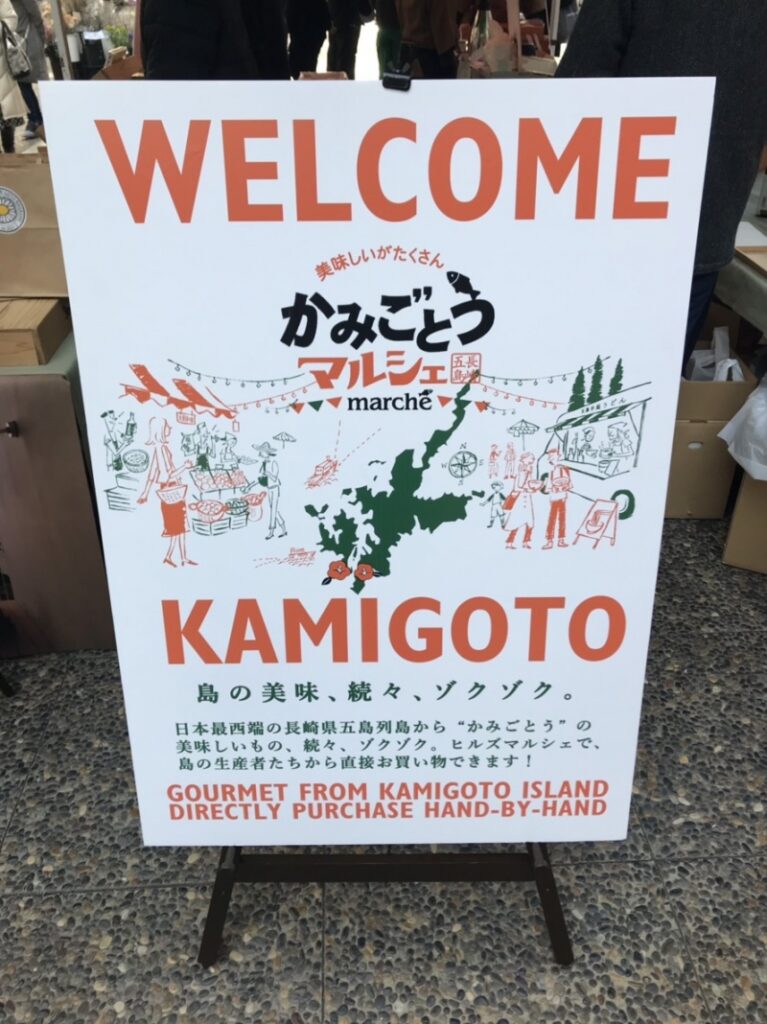 WELCOME
美味しいがたくさん
かみごとう
マルシェ
長崎五島
marché
KAMIGOTO
島の美味、続々、ゾクゾク。
日本最西端の長崎県五島列島から“かみごとう”の
美味しいもの、続々、ゾクゾク。ヒルズマルシェで、
島の生産者たちから直接お買い物できます！
GOURMET FROM KAMIGOTO ISLAND
DIRECTLY PURCHASE HAND-BY-HAND